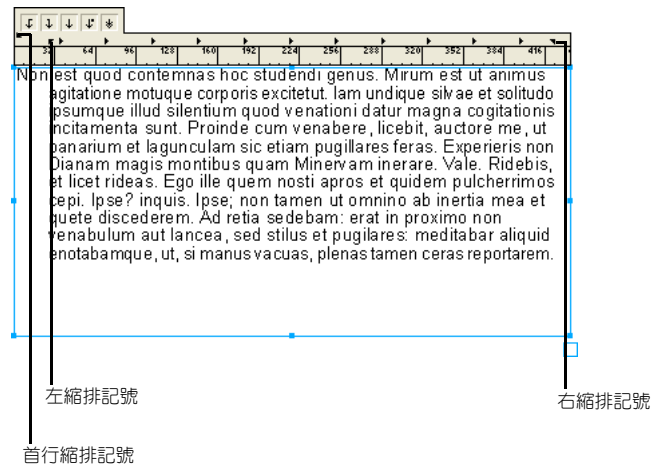 32 64 96 128 160 192 224 256 288 320 352 384 416
Non est quod contemnas hoc studendi genus. Mirum est ut animus
agitatione motuque corporis excitetut. Iam undique silvae et solitudo
ipsumque illud silentium quod venationi datur magna cogitationis
incitamenta sunt. Proinde cum venabere, licebit, auctore me, ut
panarium et lagunculam sic etiam pugillares feras. Experieris non
Dianam magis montibus quam Minervam inerare. Vale. Ridebis,
et licet rideas. Ego ille quem nosti apros et quidem pulcherrimos
cepi. Ipse? inquis. Ipse; non tamen ut omnino ab inertia mea et
quete discederem. Ad retia sedebam: erat in proximo non
venabulum aut lancea, sed stilus et pugilares: meditabar aliquid
enotabamque, ut, si manus vacuas, plenas tamen ceras reportarem.
左縮排記號
右縮排記號
首行縮排記號